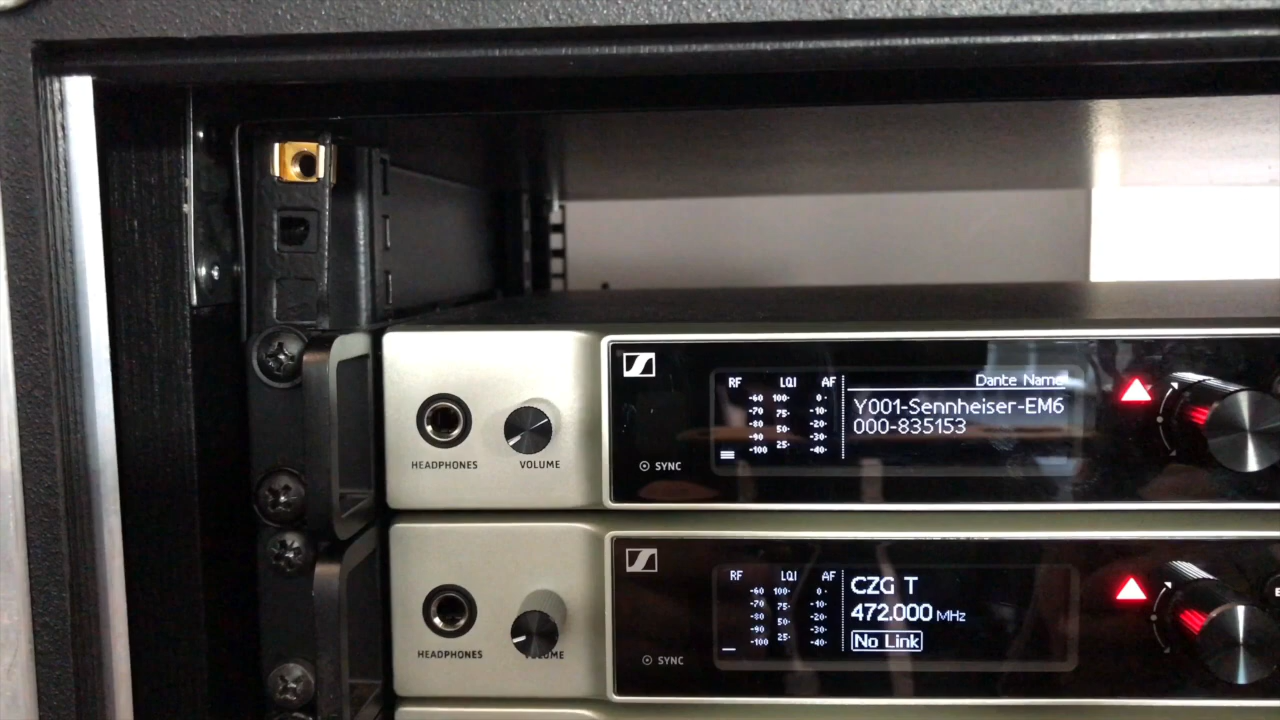 RF LQI AF
-60 100- 0-
-70 75- -10-
-80 50- -20-
-90 25- -30-
-100 -40-
Dante Name
Y001-Sennheiser-EM6
000-835153
HEADPHONES
VOLUME
SYNC
RF LQI AF
-60 100- 0-
-70 75- -10-
-80 50- -20-
-90 25- -30-
-100 -40-
CZG T
472.000 MHz
No Link
HEADPHONES
VOLUME
SYNC